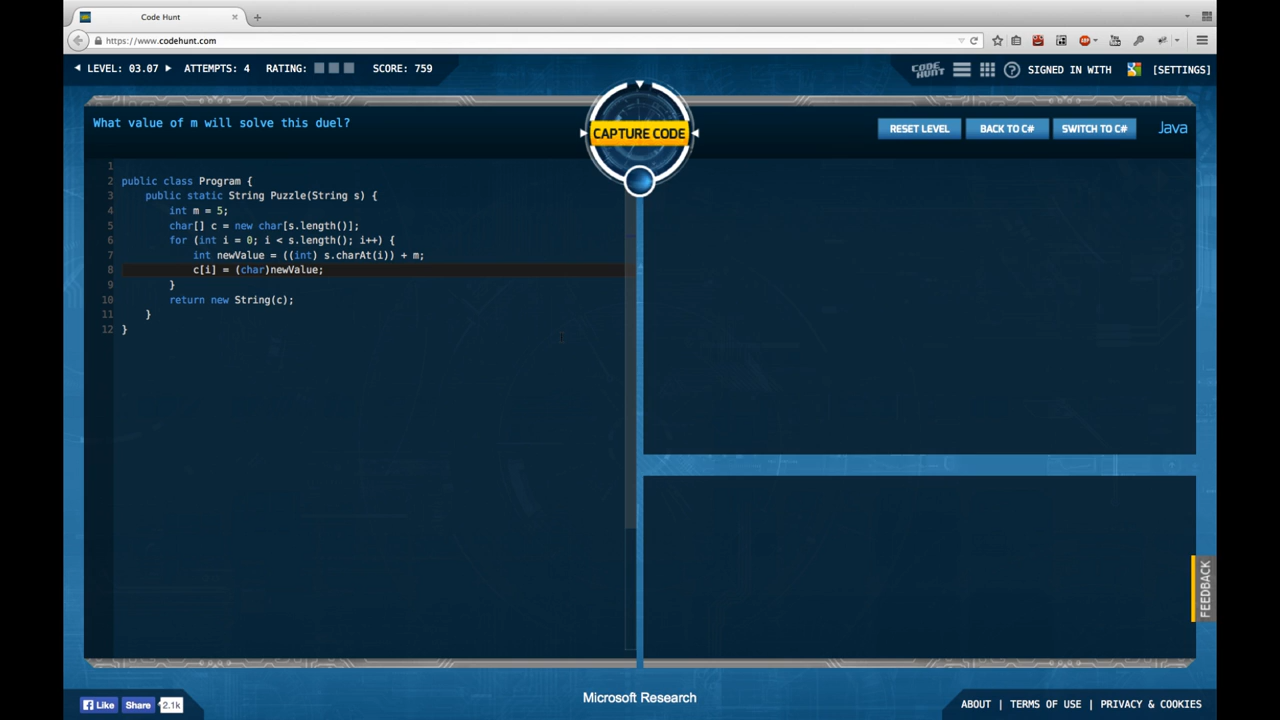 Code Hunt
https://www.codehunt.com
LEVEL: 03.07 ATTEMPTS: 4 RATING: SCORE: 759
CODE HUNT
SIGNED IN WITH [SETTINGS]
What value of m will solve this duel?
CAPTURE CODE
RESET LEVEL BACK TO C# SWITCH TO C# Java
1
2 public class Program {
3 public static String Puzzle(String s) {
4 int m = 5;
5 char[] c = new char[s.length()];
6 for (int i = 0; i < s.length(); i++) {
7 int newValue = ((int) s.charAt(i)) + m;
8 c[i] = (char)newValue;
9 }
10 return new String(c);
11 }
12 }
FEEDBACK
Like Share 2.1k
Microsoft Research
ABOUT | TERMS OF USE | PRIVACY & COOKIES